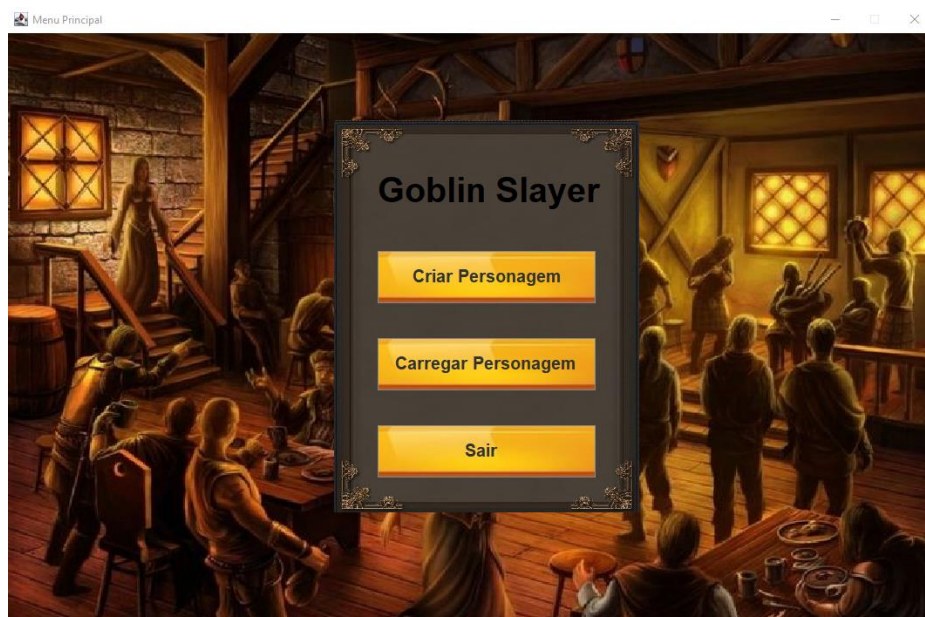 Menu Principal
Goblin Slayer
Criar Personagem
Carregar Personagem
Sair